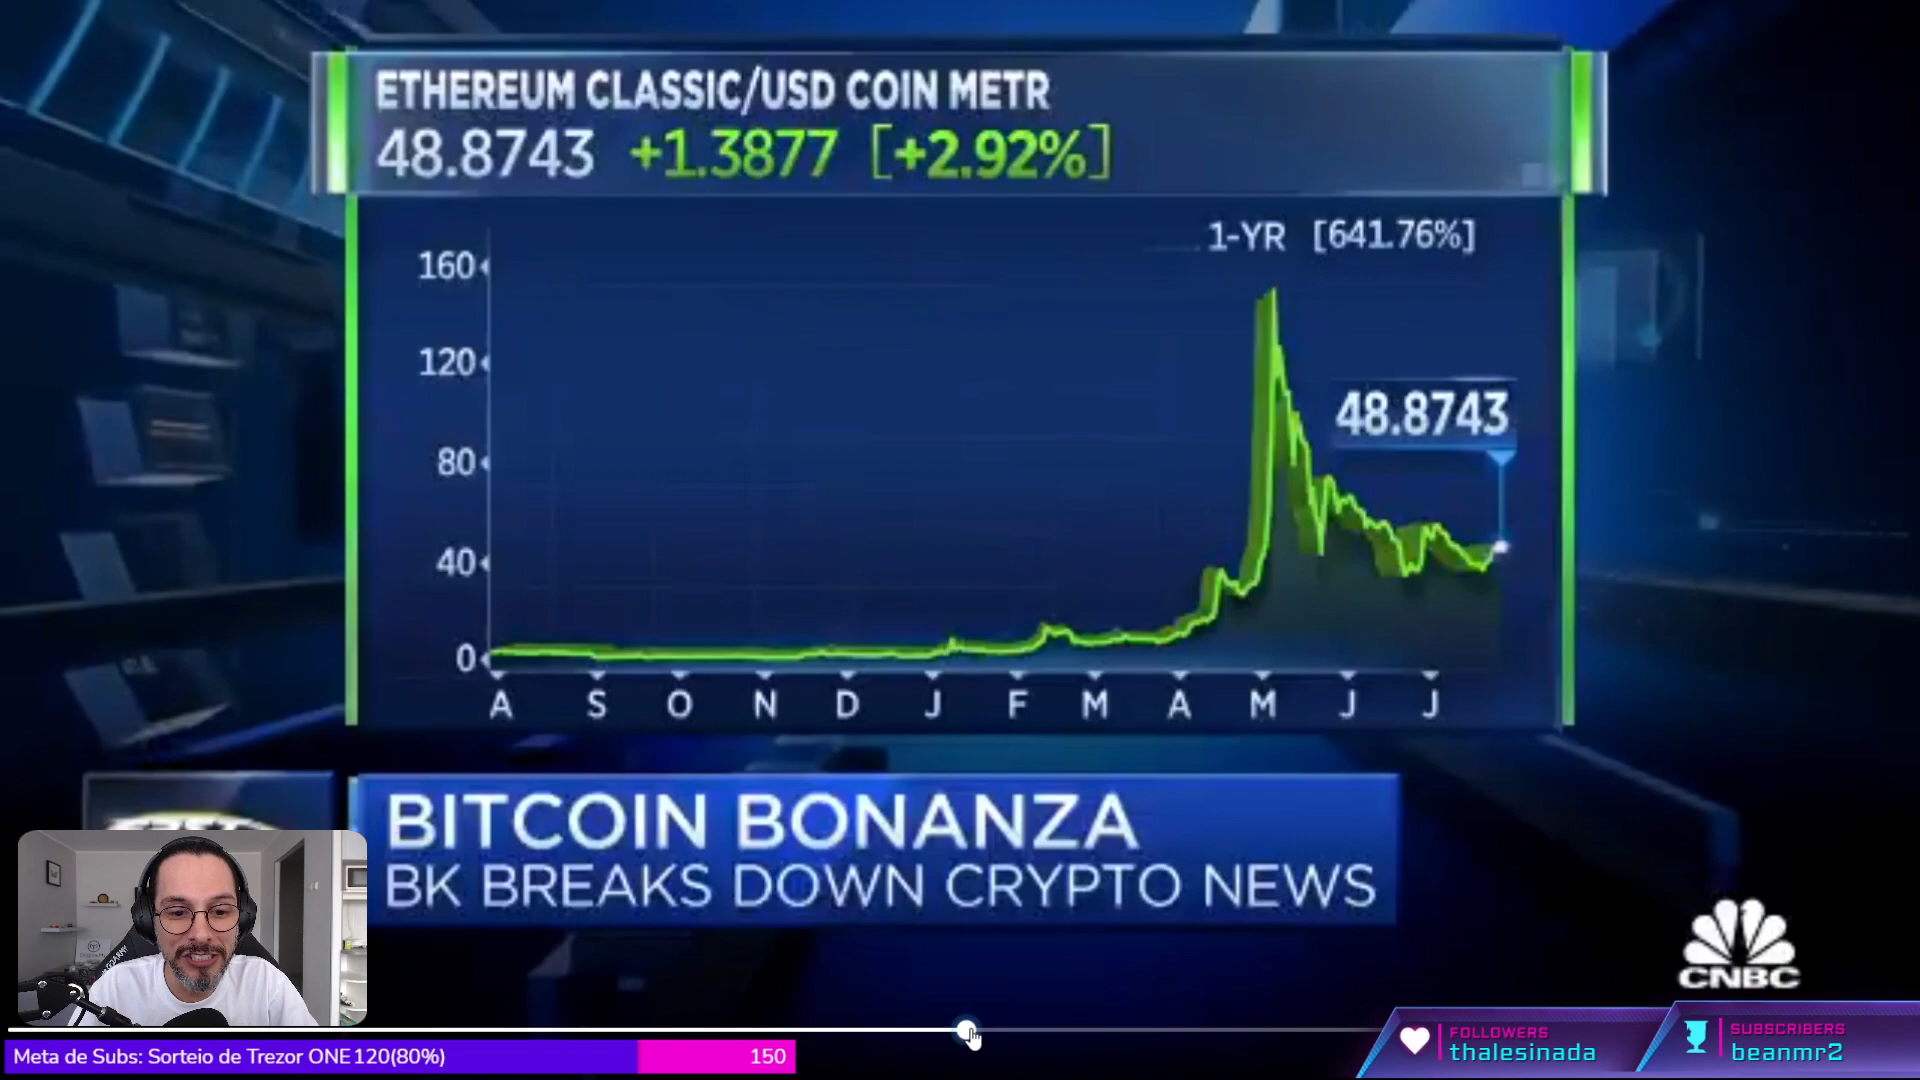 ETHEREUM CLASSIC/USD COIN METR
48.8743 +1.3877 [+2.92%]
1-YR [641.76%]
160
120
80
40
0
48.8743
A S O N D J F M A M J J
BITCOIN BONANZA
BK BREAKS DOWN CRYPTO NEWS
CNBC
Meta de Subs: Sorteio de Trezor ONE 120(80%) 150
FOLLOWERS
thalesinada
SUBSCRIBERS
beanmr2